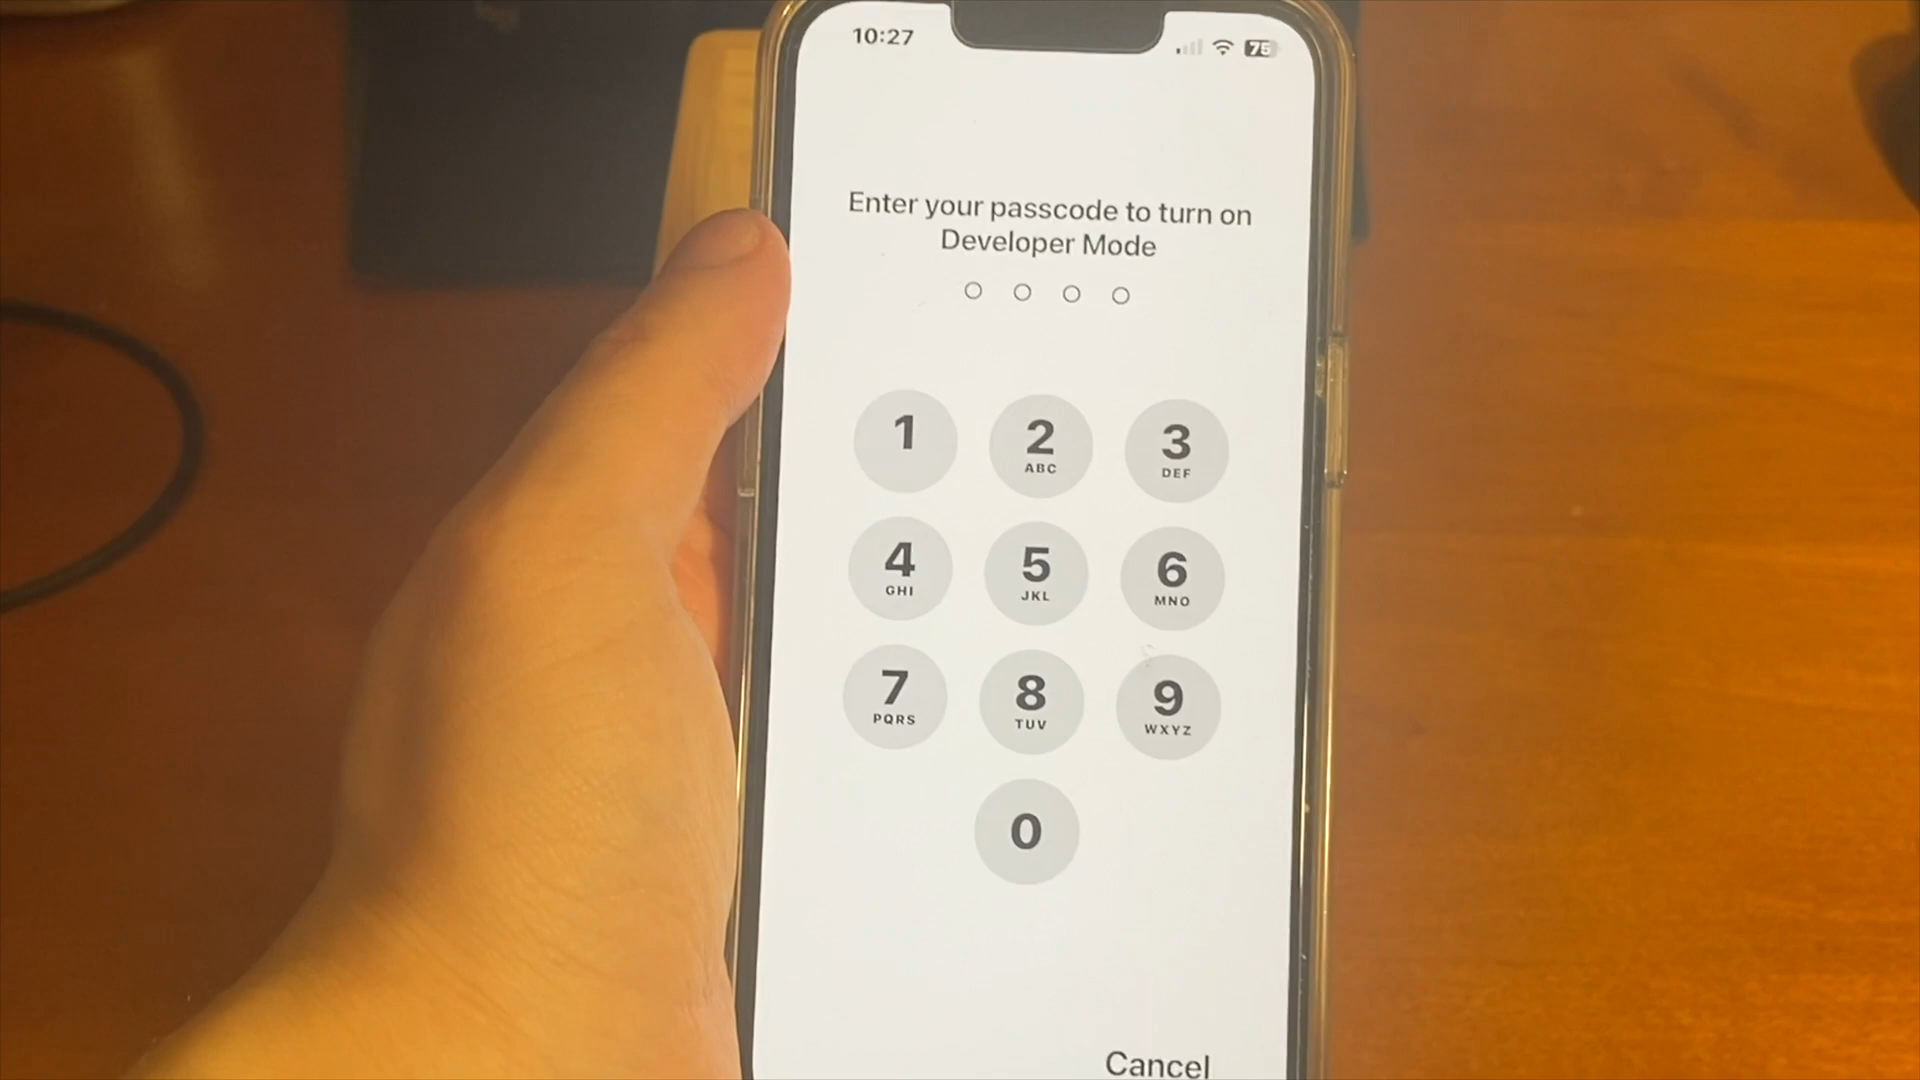 10:27
75
Enter your passcode to turn on
Developer Mode
1
2
ABC
3
DEF
4
GHI
5
JKL
6
MNO
7
PQRS
8
TUV
9
WXYZ
0
Cancel